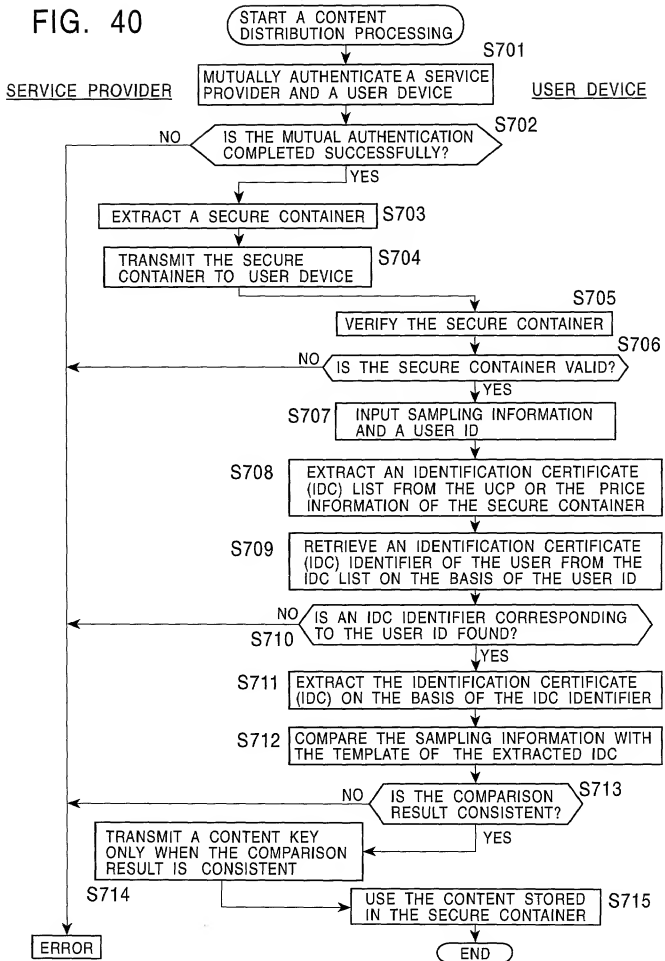 FIG. 40
START A CONTENT
DISTRIBUTION PROCESSING
S701
SERVICE PROVIDER
MUTUALLY AUTHENTICATE A SERVICE
PROVIDER AND A USER DEVICE
USER DEVICE
S702
NO
IS THE MUTUAL AUTHENTICATION
COMPLETED SUCCESSFULLY?
YES
EXTRACT A SECURE CONTAINER
S703
TRANSMIT THE SECURE
CONTAINER TO USER DEVICE
S704
S705
VERIFY THE SECURE CONTAINER
S706
NO
IS THE SECURE CONTAINER VALID?
YES
S707
INPUT SAMPLING INFORMATION
AND A USER ID
S708
EXTRACT AN IDENTIFICATION CERTIFICATE
(IDC) LIST FROM THE UCP OR THE PRICE
INFORMATION OF THE SECURE CONTAINER
S709
RETRIEVE AN IDENTIFICATION CERTIFICATE
(IDC) IDENTIFIER OF THE USER FROM THE
IDC LIST ON THE BASIS OF THE USER ID
NO
S710
IS AN IDC IDENTIFIER CORRESPONDING
TO THE USER ID FOUND?
YES
S711
EXTRACT THE IDENTIFICATION CERTIFICATE
(IDC) ON THE BASIS OF THE IDC IDENTIFIER
S712
COMPARE THE SAMPLING INFORMATION WITH
THE TEMPLATE OF THE EXTRACTED IDC
S713
NO
IS THE COMPARISON
RESULT CONSISTENT?
YES
TRANSMIT A CONTENT KEY
ONLY WHEN THE COMPARISON
RESULT IS CONSISTENT
S714
USE THE CONTENT STORED
IN THE SECURE CONTAINER
S715
ERROR
END